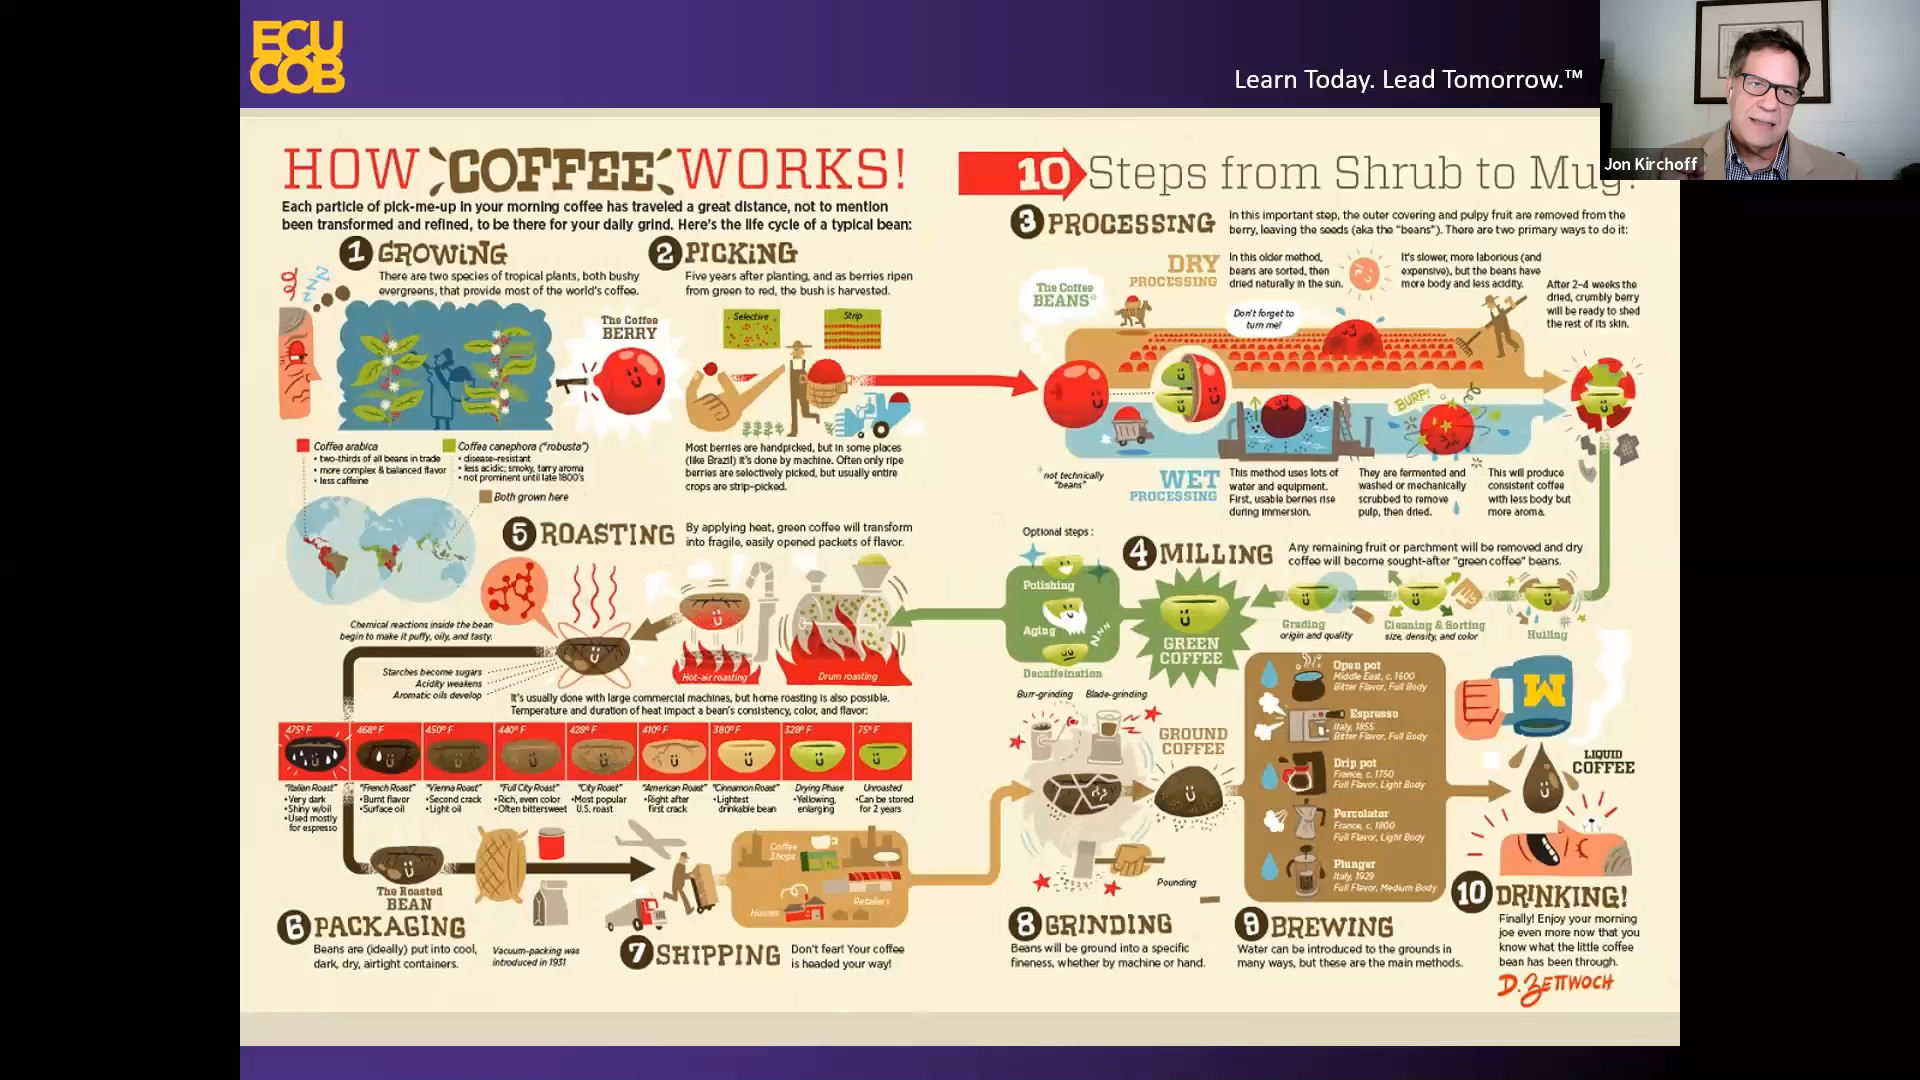 ECU
COB
Learn Today. Lead Tomorrow.™
Jon Kirchoff
HOW COFFEE WORKS!
10 Steps from Shrub to Mug!
Each particle of pick-me-up in your morning coffee has traveled a great distance, not to mention
been transformed and refined, to be there for your daily grind. Here's the life cycle of a typical bean:
1 GROWING
There are two species of tropical plants, both bushy
evergreens, that provide most of the world's coffee.
ZZZ
The Coffee
BERRY
Coffea arabica
• two-thirds of all beans in trade
• more complex & balanced flavor
• less caffeine
Coffea canephora ("robusta")
• disease-resistant
• less acidic; smoky, tarry aroma
• not prominent until late 1800's
Both grown here
2 PICKING
Five years after planting, and as berries ripen
from green to red, the bush is harvested.
Selective
Strip
Most berries are handpicked, but in some places
(like Brazil) it's done by machine. Often only ripe
berries are selectively picked, but usually entire
crops are strip-picked.
3 PROCESSING
In this important step, the outer covering and pulpy fruit are removed from the
berry, leaving the seeds (aka the "beans"). There are two primary ways to do it:
The Coffee
BEANS*
DRY
PROCESSING
In this older method,
beans are sorted, then
dried naturally in the sun.
It's slower, more laborious (and
expensive), but the beans have
more body and less acidity.
After 2-4 weeks the
dried, crumbly berry
will be ready to shed
the rest of its skin.
Don't forget to
turn me!
BURP!
*not technically
"beans"
WET
PROCESSING
This method uses lots of
water and equipment.
First, usable berries rise
during immersion.
They are fermented and
washed or mechanically
scrubbed to remove
pulp, then dried.
This will produce
consistent coffee
with less body but
more aroma.
4 MILLING
Any remaining fruit or parchment will be removed and dry
coffee will become sought-after "green coffee" beans.
Optional steps:
Polishing
Aging
ZNNN
Decaffeination
GREEN
COFFEE
Grading
origin and quality
Cleaning & Sorting
size, density, and color
Hulling
5 ROASTING
By applying heat, green coffee will transform
into fragile, easily opened packets of flavor.
Chemical reactions inside the bean
begin to make it puffy, oily, and tasty.
Starches become sugars
Acidity weakens
Aromatic oils develop
Hot-air roasting
Drum roasting
It's usually done with large commercial machines, but home roasting is also possible.
Temperature and duration of heat impact a bean's consistency, color, and flavor:
475° F
468° F
450° F
440° F
428° F
410° F
380° F
328° F
75° F
"Italian Roast"
•Very dark
•Shiny w/oil
•Used mostly
for espresso
"French Roast"
•Burnt flavor
•Surface oil
"Vienna Roast"
•Second crack
•Light oil
"Full City Roast"
•Rich, even color
•Often bittersweet
"City Roast"
•Most popular
U.S. roast
"American Roast"
•Right after
first crack
"Cinnamon Roast"
•Lightest
drinkable bean
Drying Phase
•Yellowing,
enlarging
Unroasted
•Can be stored
for 2 years
The Roasted
BEAN
6 PACKAGING
Beans are (ideally) put into cool,
dark, dry, airtight containers.
Vacuum-packing was
introduced in 1931
7 SHIPPING
Don't fear! Your coffee
is headed your way!
Coffee
Shops
Homes
Retailers
Burr-grinding
Blade-grinding
GROUND
COFFEE
Pounding
8 GRINDING
Beans will be ground into a specific
fineness, whether by machine or hand.
Open pot
Middle East, c. 1600
Bitter Flavor, Full Body
Espresso
Italy, 1855
Bitter Flavor, Full Body
Drip pot
France, c. 1750
Full Flavor, Light Body
Percolator
France, c. 1800
Full Flavor, Light Body
Plunger
Italy, 1929
Full Flavor, Medium Body
9 BREWING
Water can be introduced to the grounds in
many ways, but these are the main methods.
M
LIQUID
COFFEE
10 DRINKING!
Finally! Enjoy your morning
joe even more now that you
know what the little coffee
bean has been through.
D. ZETTWOCH